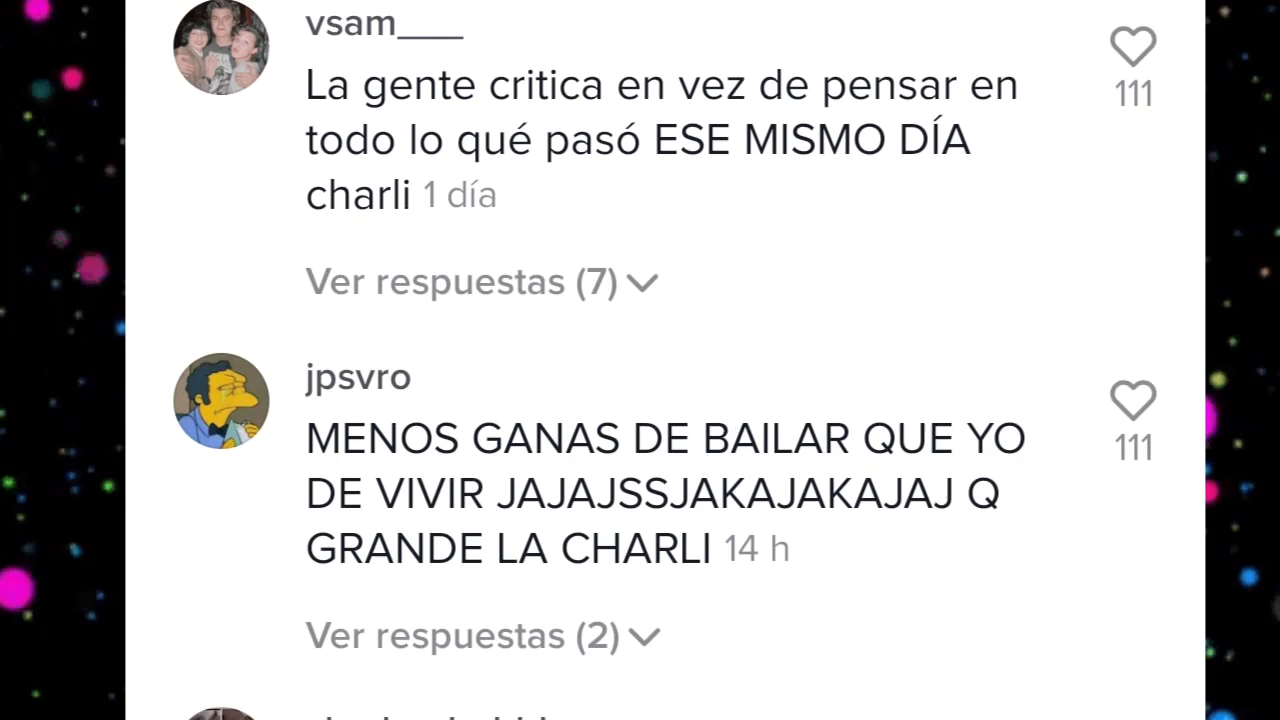 vsam___
111
La gente critica en vez de pensar en
todo lo qué pasó ESE MISMO DÍA
charli 1 día
Ver respuestas (7)
jpsvro
111
MENOS GANAS DE BAILAR QUE YO
DE VIVIR JAJAJSSJAKAJAKAJAJ Q
GRANDE LA CHARLI 14 h
Ver respuestas (2)